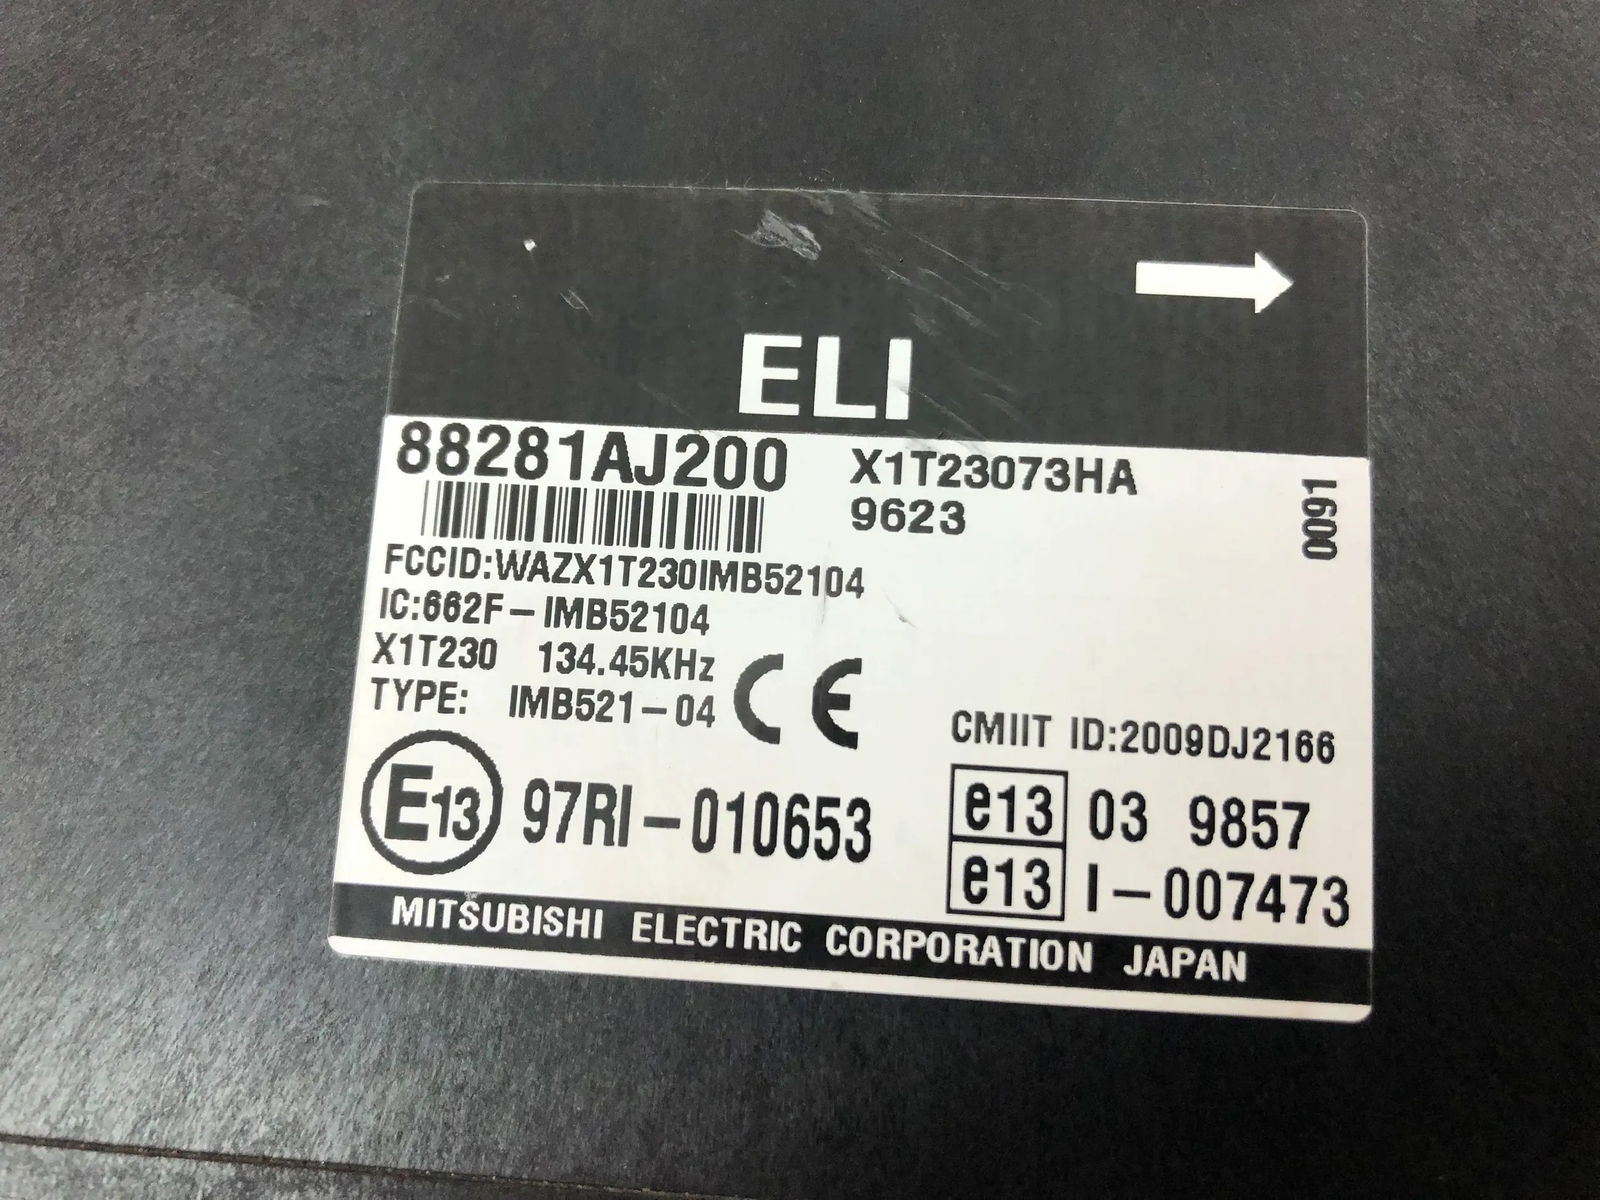 ELI
88281AJ200 X1T23073HA
9623
0091
FCCID:WAZX1T230IMB52104
IC:662F-IMB52104
X1T230 134.45KHz
TYPE: IMB521-04 CE
CMIIT ID:2009DJ2166
E13 97RI-010653
e13 03 9857
e13 I-007473
MITSUBISHI ELECTRIC CORPORATION JAPAN